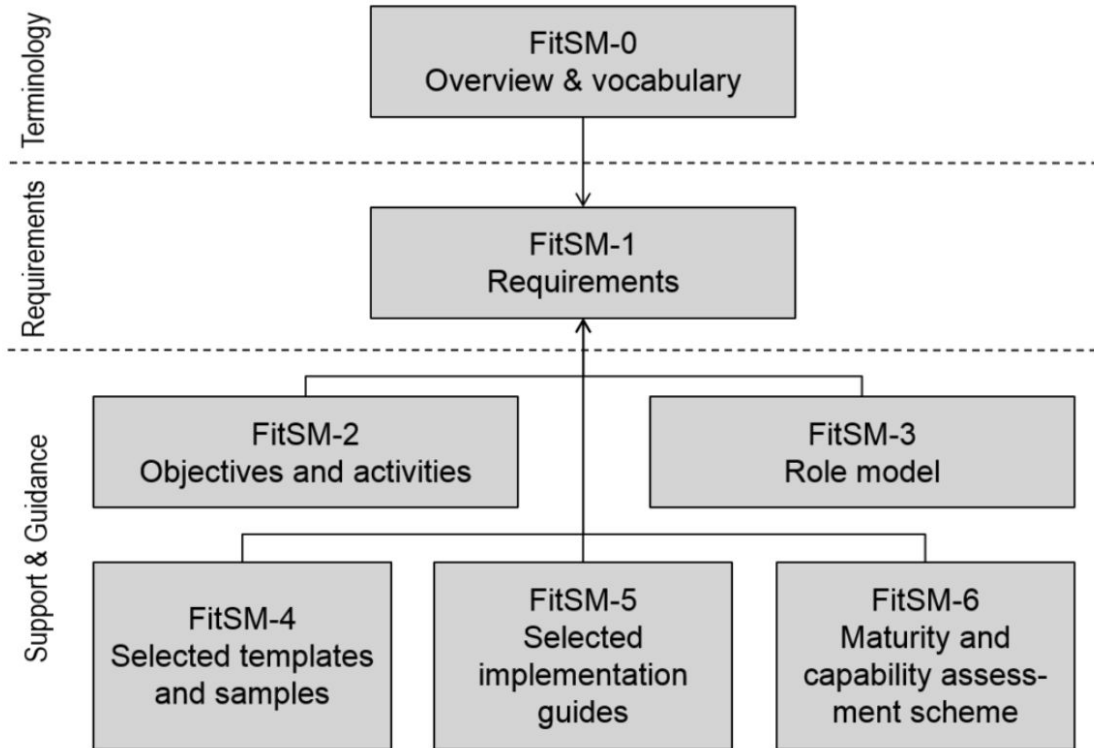 Terminology
FitSM-0
Overview & vocabulary
Requirements
FitSM-1
Requirements
Support & Guidance
FitSM-2
Objectives and activities
FitSM-3
Role model
FitSM-4
Selected templates
and samples
FitSM-5
Selected
implementation
guides
FitSM-6
Maturity and
capability assess-
ment scheme